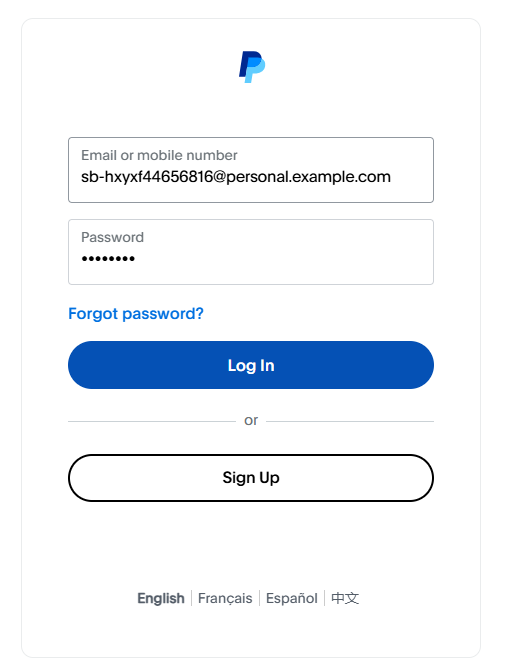 Email or mobile number
sb-hxyxf44656816@personal.example.com
Password
••••••••
Forgot password?
Log In
or
Sign Up
English | Français | Español | 中文